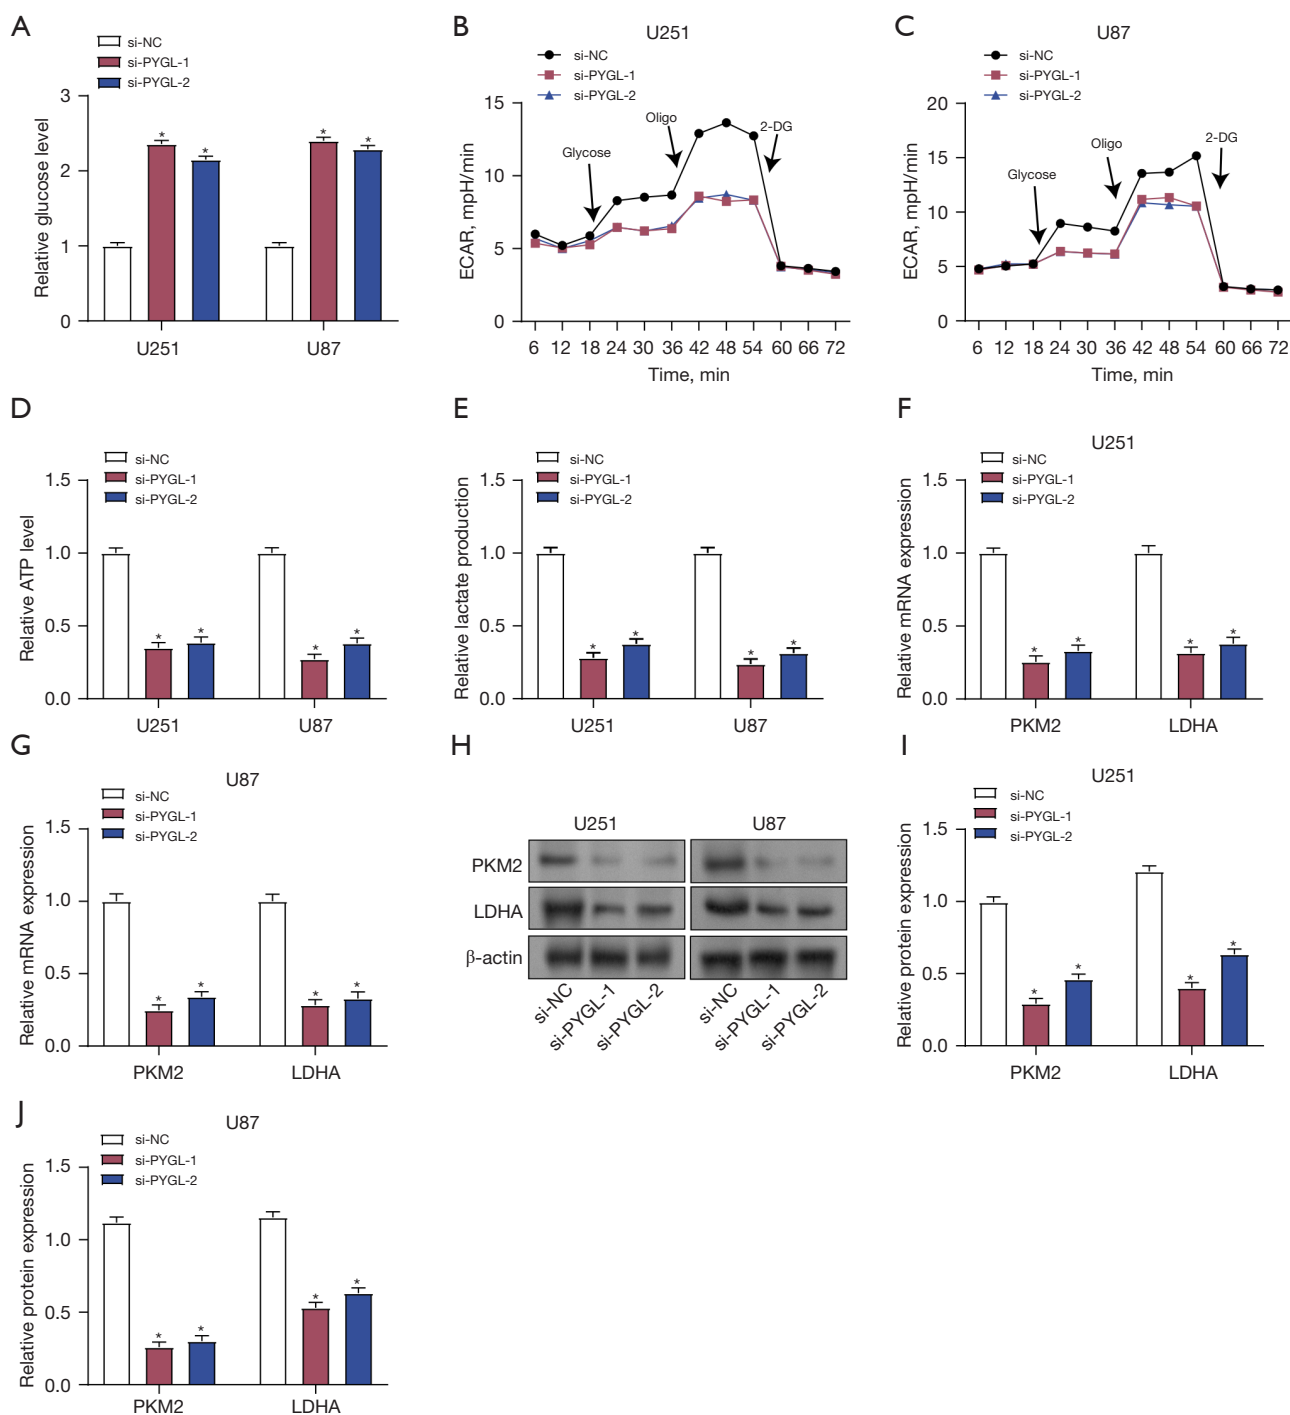 A
si-NC
si-PYGL-1
si-PYGL-2
Relative glucose level
3
2
1
0
U251
U87
B
U251
si-NC
si-PYGL-1
si-PYGL-2
ECAR, mpH/min
15
10
5
0
Glycose
Oligo
2-DG
6 12 18 24 30 36 42 48 54 60 66 72
Time, min
C
U87
si-NC
si-PYGL-1
si-PYGL-2
ECAR, mpH/min
20
15
10
5
0
Glycose
Oligo
2-DG
6 12 18 24 30 36 42 48 54 60 66 72
Time, min
D
si-NC
si-PYGL-1
si-PYGL-2
Relative ATP level
1.5
1.0
0.5
0.0
U251
U87
E
si-NC
si-PYGL-1
si-PYGL-2
Relative lactate production
1.5
1.0
0.5
0.0
U251
U87
F
U251
si-NC
si-PYGL-1
si-PYGL-2
Relative mRNA expression
1.5
1.0
0.5
0.0
PKM2
LDHA
G
U87
si-NC
si-PYGL-1
si-PYGL-2
Relative mRNA expression
1.5
1.0
0.5
0.0
PKM2
LDHA
H
U251
U87
PKM2
LDHA
β-actin
si-NC
si-PYGL-1
si-PYGL-2
si-NC
si-PYGL-1
si-PYGL-2
I
U251
si-NC
si-PYGL-1
si-PYGL-2
Relative protein expression
1.5
1.0
0.5
0.0
PKM2
LDHA
J
U87
si-NC
si-PYGL-1
si-PYGL-2
Relative protein expression
1.5
1.0
0.5
0.0
PKM2
LDHA